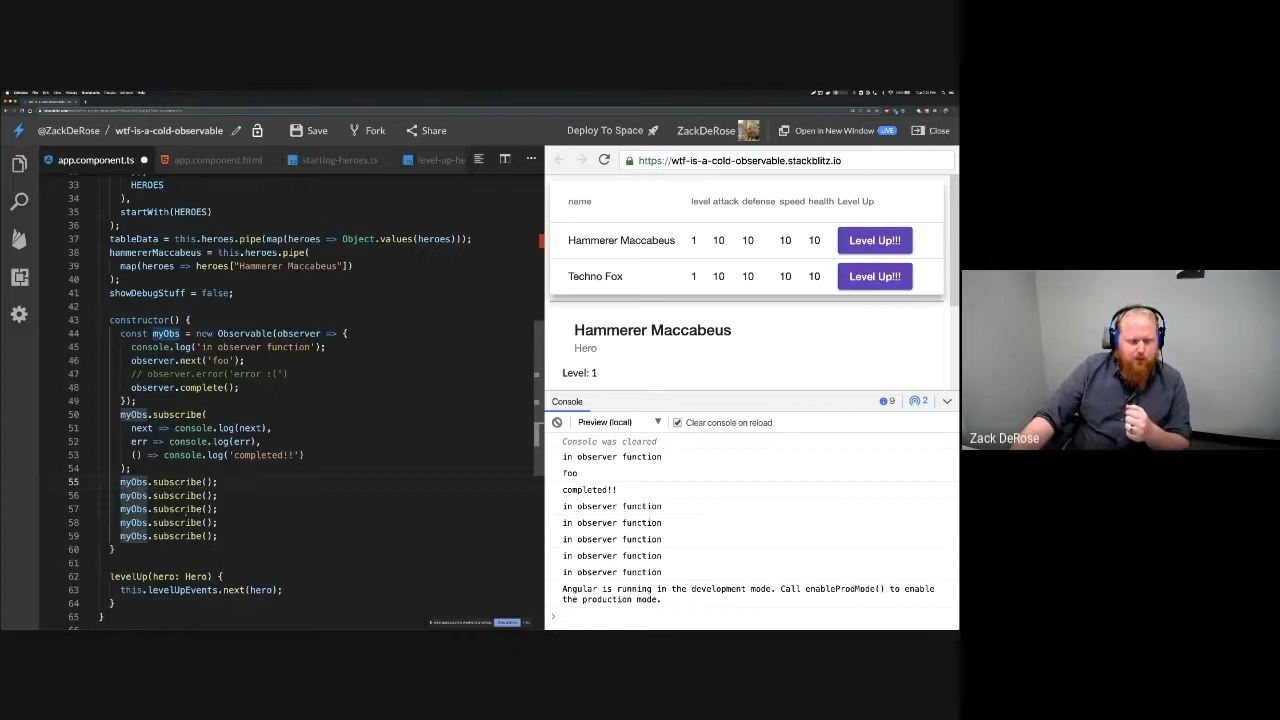 @ZackDeRose / wtf-is-a-cold-observable
Save
Fork
Share
Deploy To Space
ZackDeRose
Open in New Window LIVE
Close
app.component.ts
app.component.html
starting-heroes.ts
level-up-he
https://wtf-is-a-cold-observable.stackblitz.io
33 HEROES
34 ),
35 startWith(HEROES)
36 );
37 tableData = this.heroes.pipe(map(heroes => Object.values(heroes)));
38 hammererMaccabeus = this.heroes.pipe(
39 map(heroes => heroes["Hammerer Maccabeus"])
40 );
41 showDebugStuff = false;
42
43 constructor() {
44 const myObs = new Observable(observer => {
45 console.log('in observer function');
46 observer.next('foo');
47 // observer.error('error :(')
48 observer.complete();
49 });
50 myObs.subscribe(
51 next => console.log(next),
52 err => console.log(err),
53 () => console.log('completed!!')
54 );
55 myObs.subscribe();
56 myObs.subscribe();
57 myObs.subscribe();
58 myObs.subscribe();
59 myObs.subscribe();
60 }
61
62 levelUp(hero: Hero) {
63 this.levelUpEvents.next(hero);
64 }
65 }
name level attack defense speed health Level Up
Hammerer Maccabeus 1 10 10 10 10 Level Up!!!
Techno Fox 1 10 10 10 10 Level Up!!!
Hammerer Maccabeus
Hero
Level: 1
Console
9
2
Preview (local)
Clear console on reload
Console was cleared
in observer function
foo
completed!!
in observer function
in observer function
in observer function
in observer function
in observer function
Angular is running in the development mode. Call enableProdMode() to enable
the production mode.
Zack DeRose